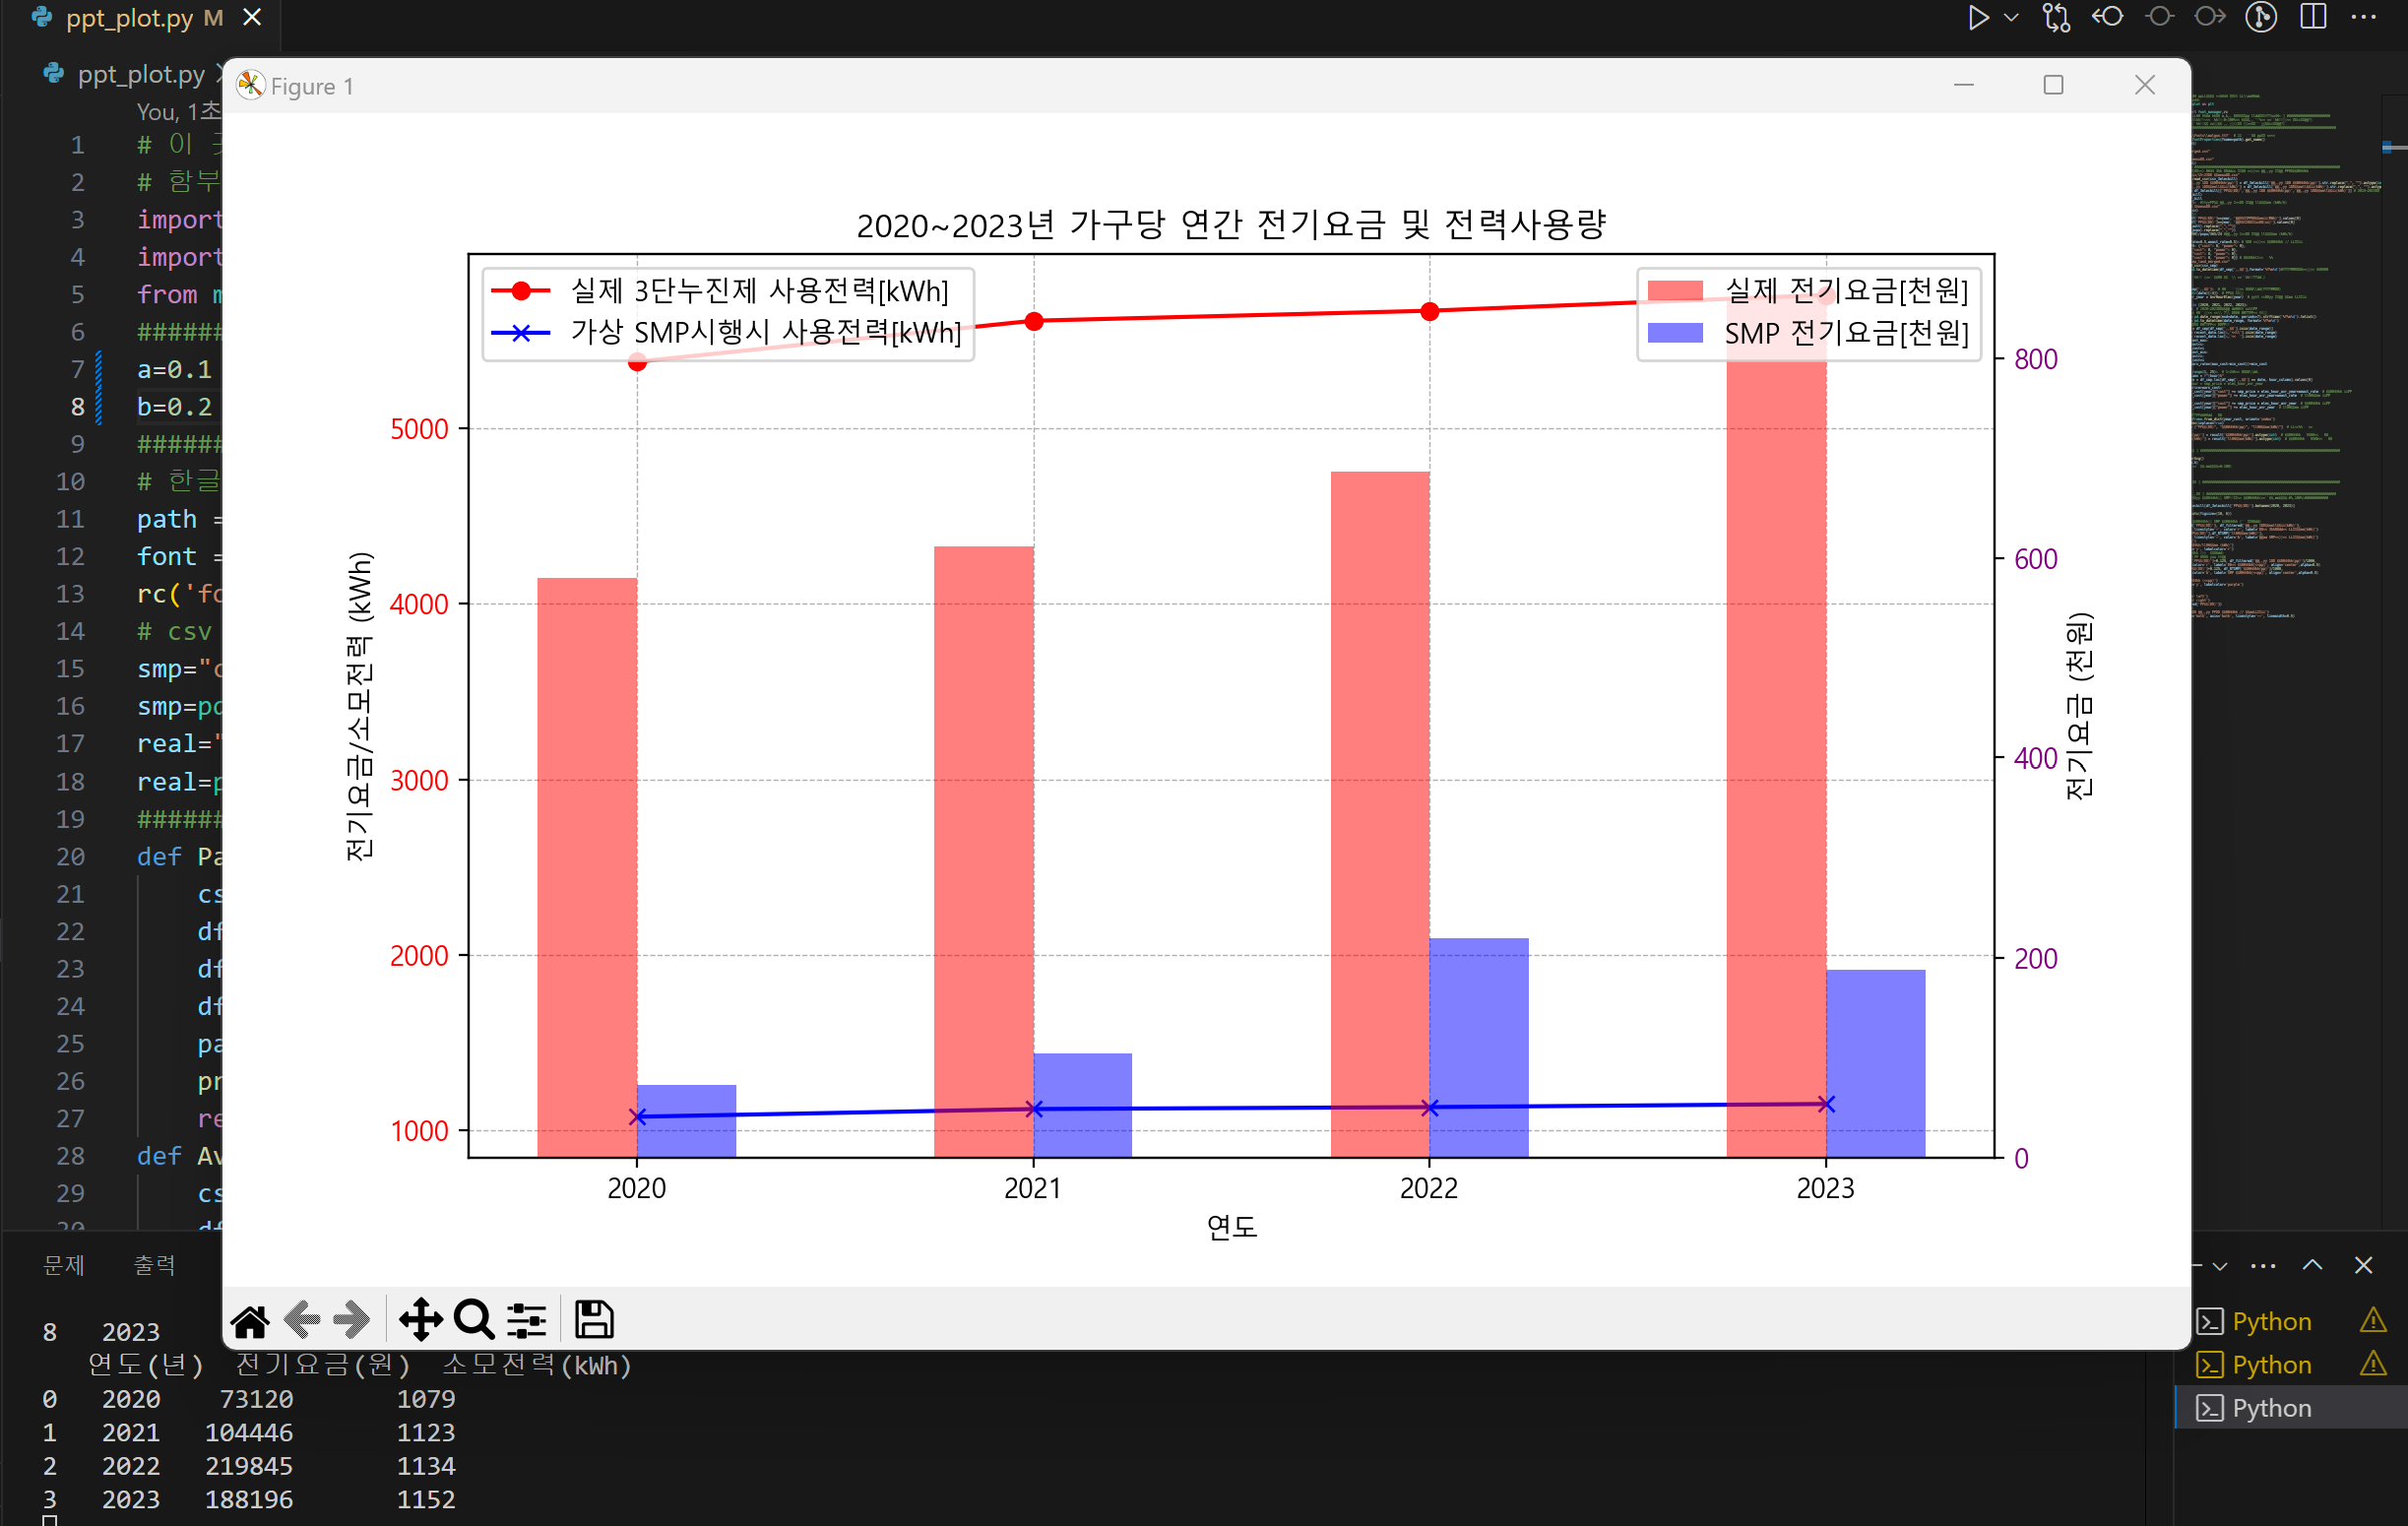 ppt_plot.py M
ppt_plot.py
Figure 1
You, 1초
1 # 이
2 # 함부
3 import
4 import
5 from m
6 ######
7 a=0.1
8 b=0.2
9 ######
10 # 한글
11 path =
12 font =
13 rc('fo
14 # csv
15 smp="c
16 smp=pd
17 real="
18 real=p
19 ######
20 def Pa
21 cs
22 df
23 df
24 df
25 pa
26 pr
27 re
28 def Av
29 cs
30 df
2020~2023년 가구당 연간 전기요금 및 전력사용량
실제 3단누진제 사용전력[kWh]
가상 SMP시행시 사용전력[kWh]
실제 전기요금[천원]
SMP 전기요금[천원]
전기요금/소모전력 (kWh)
5000
4000
3000
2000
1000
800
600
400
200
0
전기요금 (천원)
2020 2021 2022 2023
연도
문제 출력
8 2023
연도(년) 전기요금(원) 소모전력(kWh)
0 2020 73120 1079
1 2021 104446 1123
2 2022 219845 1134
3 2023 188196 1152
Python
Python
Python